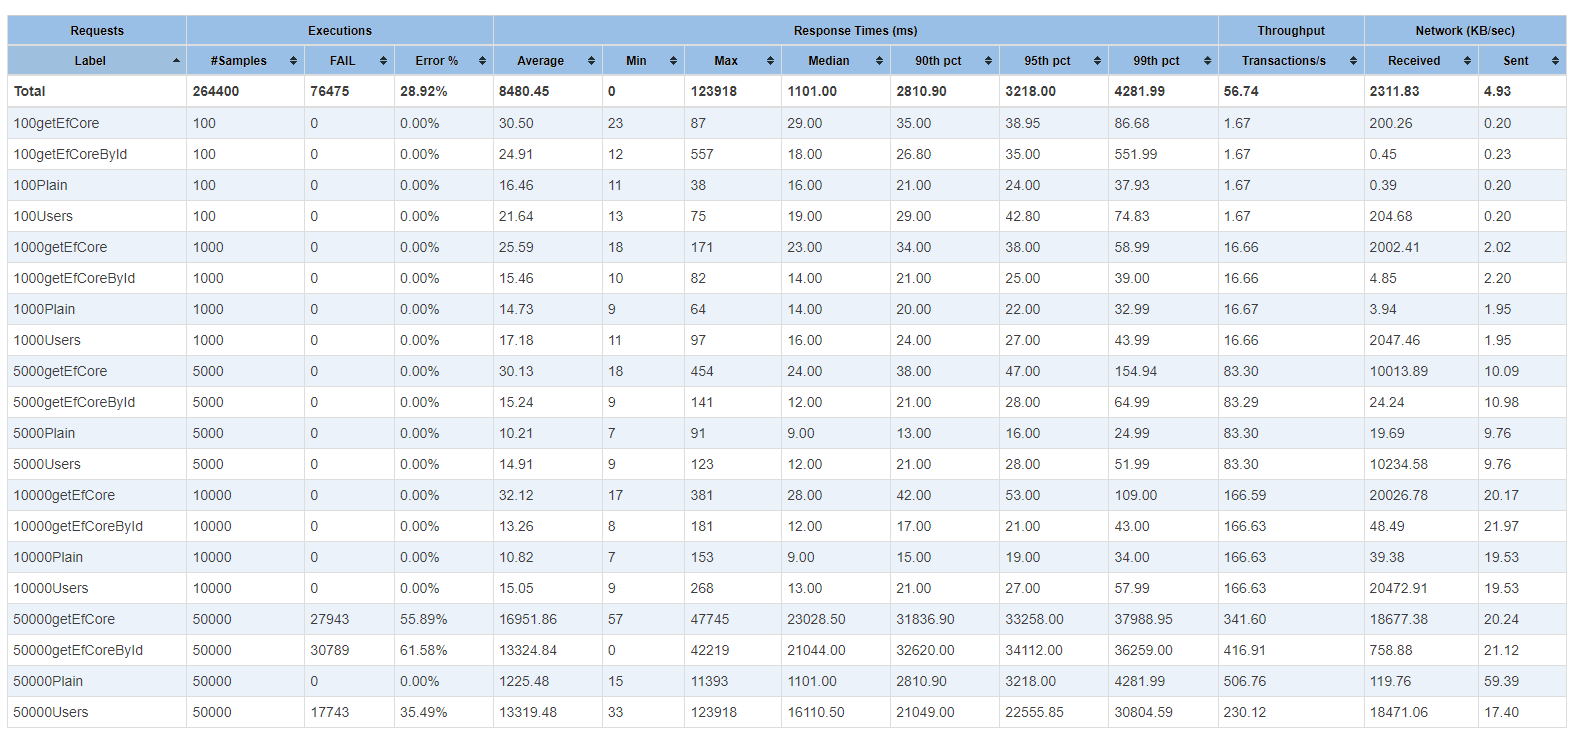 Requests Executions Response Times (ms) Throughput Network (KB/sec)
Label #Samples FAIL Error % Average Min Max Median 90th pct 95th pct 99th pct Transactions/s Received Sent
Total 264400 76475 28.92% 8480.45 0 123918 1101.00 2810.90 3218.00 4281.99 56.74 2311.83 4.93
100getEfCore 100 0 0.00% 30.50 23 87 29.00 35.00 38.95 86.68 1.67 200.26 0.20
100getEfCoreById 100 0 0.00% 24.91 12 557 18.00 26.80 35.00 551.99 1.67 0.45 0.23
100Plain 100 0 0.00% 16.46 11 38 16.00 21.00 24.00 37.93 1.67 0.39 0.20
100Users 100 0 0.00% 21.64 13 75 19.00 29.00 42.80 74.83 1.67 204.68 0.20
1000getEfCore 1000 0 0.00% 25.59 18 171 23.00 34.00 38.00 58.99 16.66 2002.41 2.02
1000getEfCoreById 1000 0 0.00% 15.46 10 82 14.00 21.00 25.00 39.00 16.66 4.85 2.20
1000Plain 1000 0 0.00% 14.73 9 64 14.00 20.00 22.00 32.99 16.67 3.94 1.95
1000Users 1000 0 0.00% 17.18 11 97 16.00 24.00 27.00 43.99 16.66 2047.46 1.95
5000getEfCore 5000 0 0.00% 30.13 18 454 24.00 38.00 47.00 154.94 83.30 10013.89 10.09
5000getEfCoreById 5000 0 0.00% 15.24 9 141 12.00 21.00 28.00 64.99 83.29 24.24 10.98
5000Plain 5000 0 0.00% 10.21 7 91 9.00 13.00 16.00 24.99 83.30 19.69 9.76
5000Users 5000 0 0.00% 14.91 9 123 12.00 21.00 28.00 51.99 83.30 10234.58 9.76
10000getEfCore 10000 0 0.00% 32.12 17 381 28.00 42.00 53.00 109.00 166.59 20026.78 20.17
10000getEfCoreById 10000 0 0.00% 13.26 8 181 12.00 17.00 21.00 43.00 166.63 48.49 21.97
10000Plain 10000 0 0.00% 10.82 7 153 9.00 15.00 19.00 34.00 166.63 39.38 19.53
10000Users 10000 0 0.00% 15.05 9 268 13.00 21.00 27.00 57.99 166.63 20472.91 19.53
50000getEfCore 50000 27943 55.89% 16951.86 57 47745 23028.50 31836.90 33258.00 37988.95 341.60 18677.38 20.24
50000getEfCoreById 50000 30789 61.58% 13324.84 0 42219 21044.00 32620.00 34112.00 36259.00 416.91 758.88 21.12
50000Plain 50000 0 0.00% 1225.48 15 11393 1101.00 2810.90 3218.00 4281.99 506.76 119.76 59.39
50000Users 50000 17743 35.49% 13319.48 33 123918 16110.50 21049.00 22555.85 30804.59 230.12 18471.06 17.40